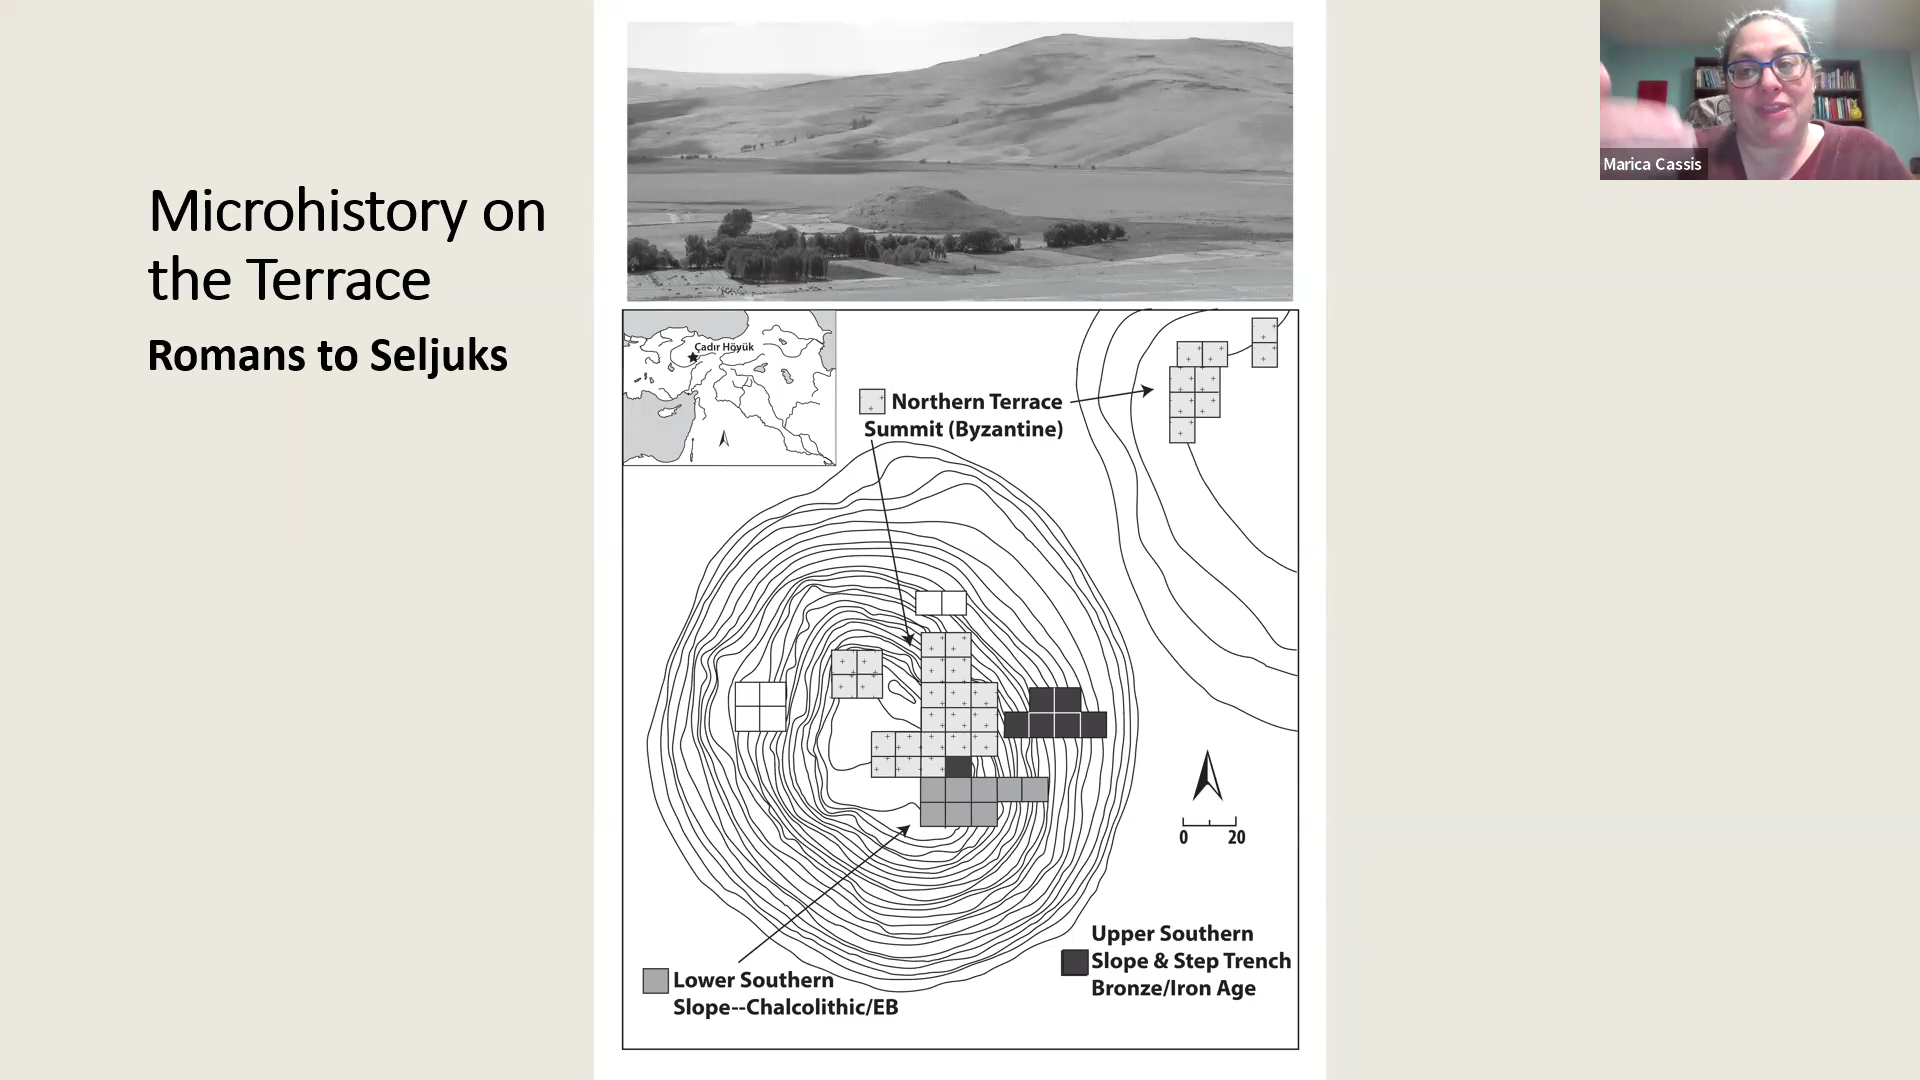 Microhistory on
the Terrace
Romans to Seljuks
Marica Cassis
Çadır Höyük
Northern Terrace
Summit (Byzantine)
0 20
Upper Southern
Slope & Step Trench
Bronze/Iron Age
Lower Southern
Slope--Chalcolithic/EB